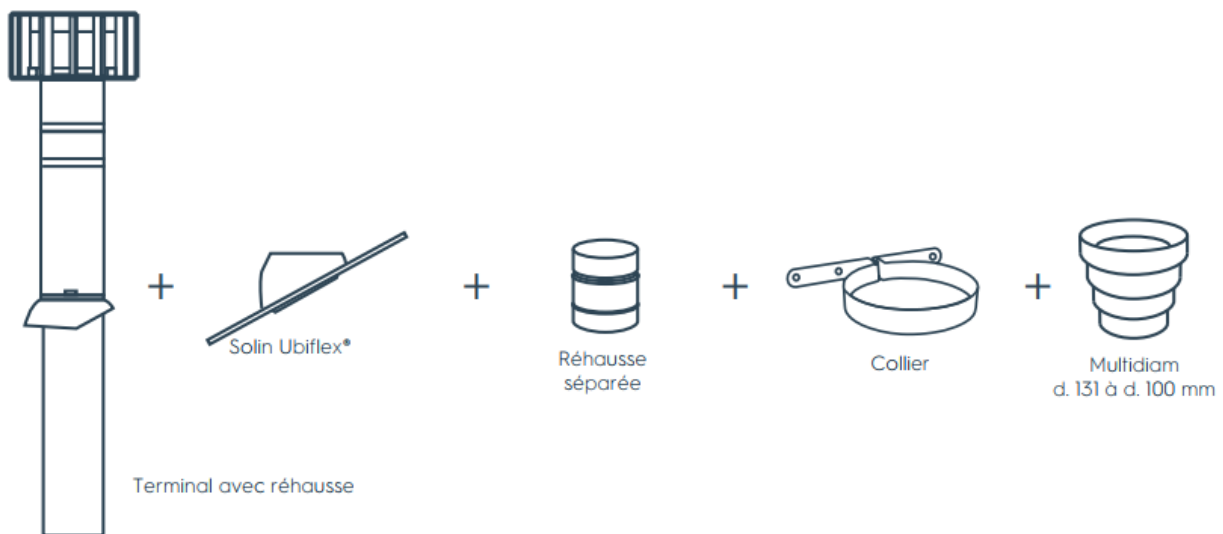 Solin Ubiflex®
Réhausse
séparée
Collier
Multidiam
d. 131 à d. 100 mm
Terminal avec réhausse